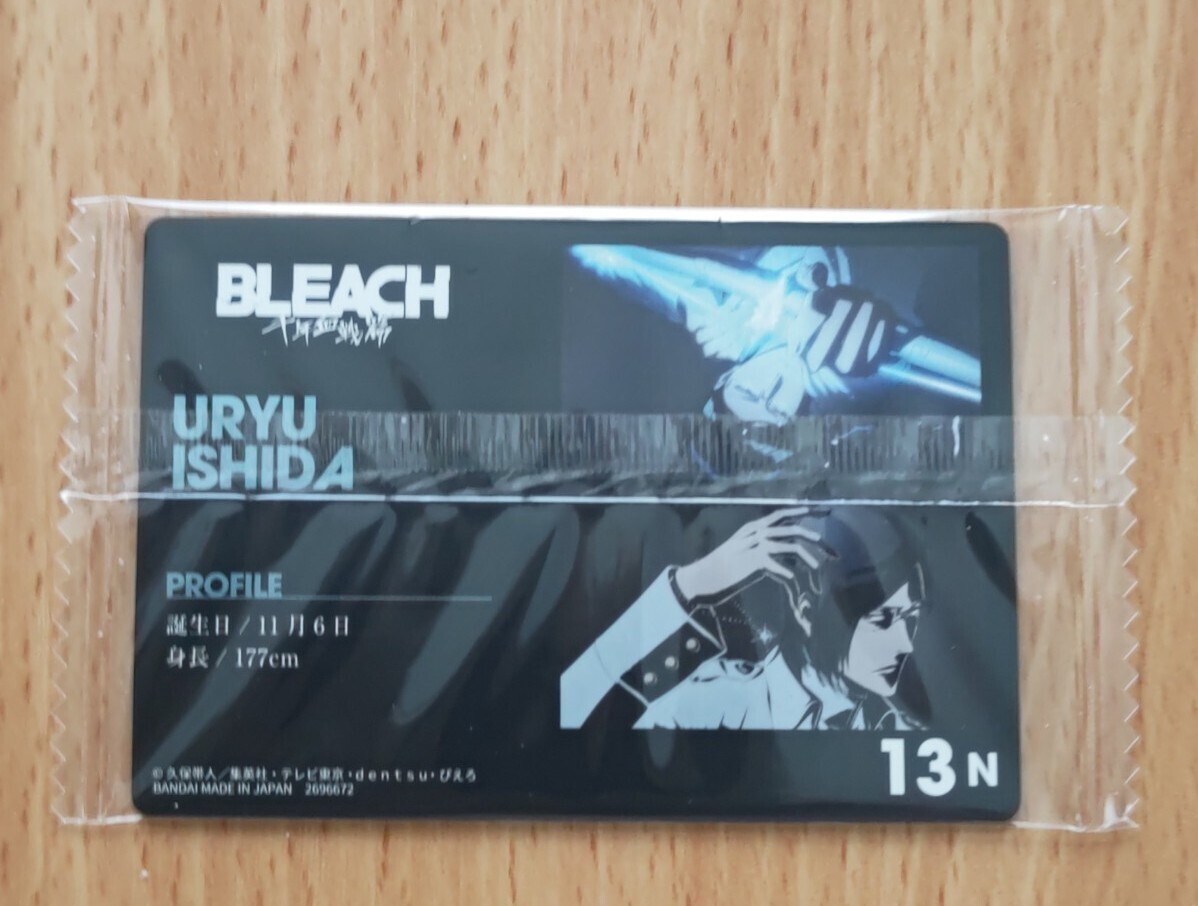 BLEACH
千年血戦篇
URYU
ISHIDA
PROFILE
誕生日 / 11月6日
身長 / 177cm
©久保帯人／集英社・テレビ東京・dentsu・ぴえろ
BANDAI MADE IN JAPAN 2696672
13 N